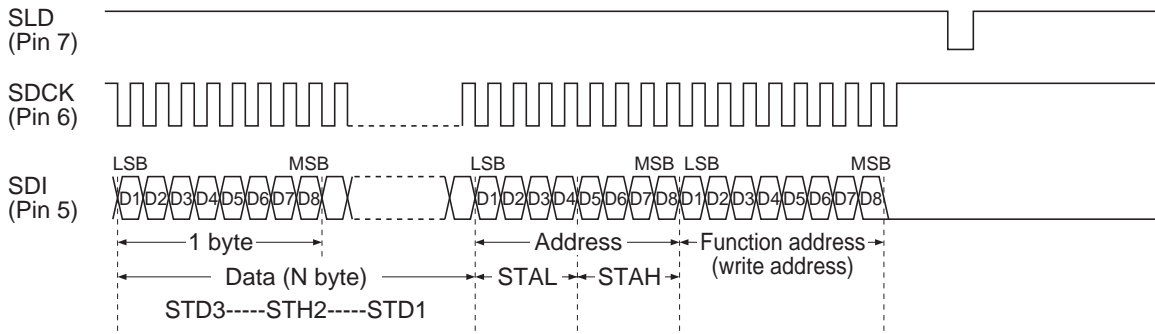 SLD
(Pin 7)
SDCK
(Pin 6)
LSB MSB LSB MSB LSB MSB
SDI
(Pin 5)
D1 D2 D3 D4 D5 D6 D7 D8 D1 D2 D3 D4 D5 D6 D7 D8 D1 D2 D3 D4 D5 D6 D7 D8
1 byte Address Function address
(write address)
Data (N byte) STAL STAH
STD3-----STH2-----STD1